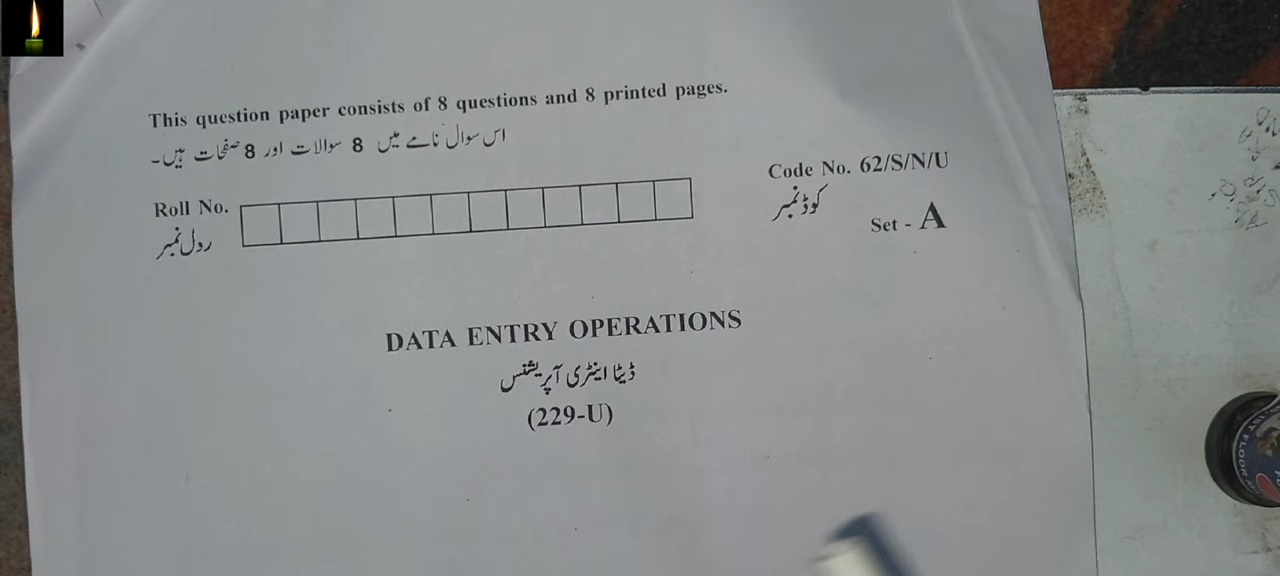 This question paper consists of 8 questions and 8 printed pages.
اس سوال نامے میں 8 سوالات اور 8 صفحات ہیں۔
Roll No.
رول نمبر
Code No. 62/S/N/U
کوڈ نمبر
Set - A
DATA ENTRY OPERATIONS
ڈیٹا اینٹری آپریشنس
(229-U)